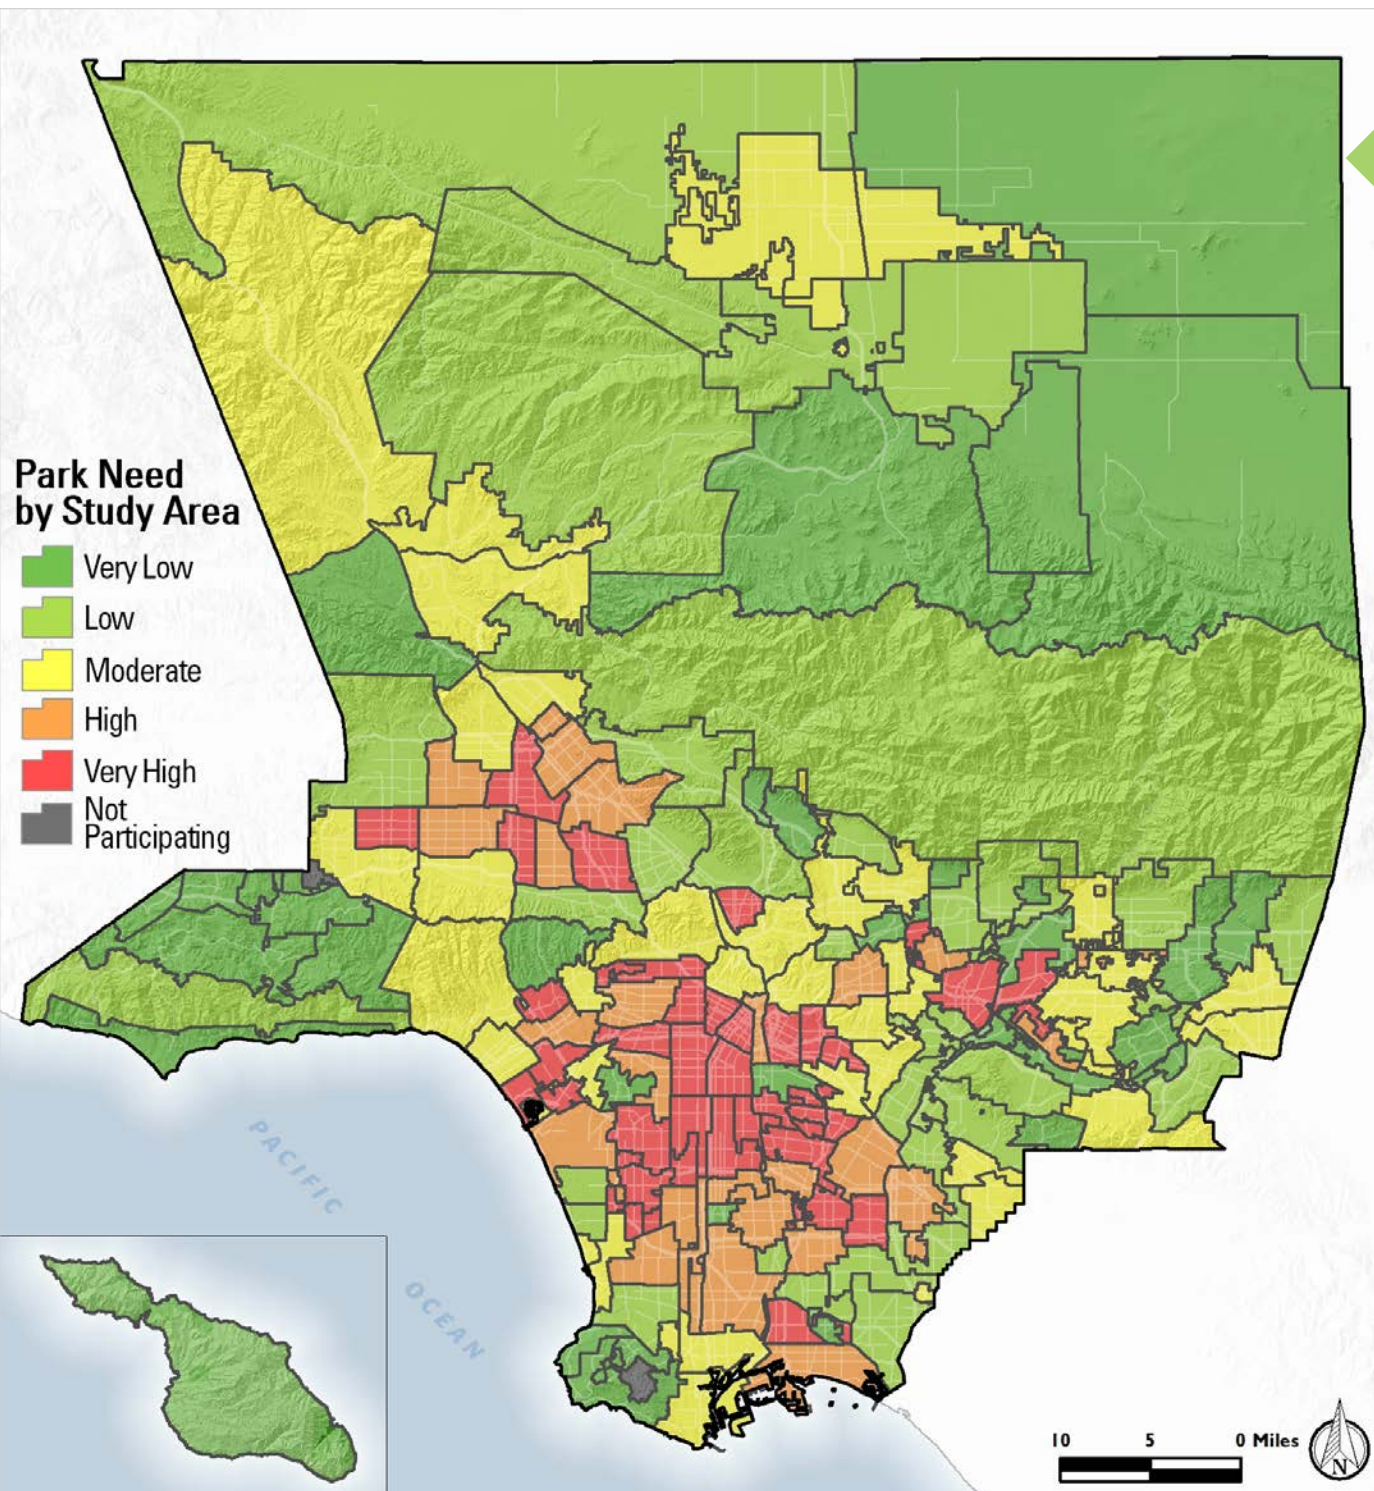 Park Need
by Study Area
Very Low
Low
Moderate
High
Very High
Not
Participating
PACIFIC
OCEAN
10 5 0 Miles
N